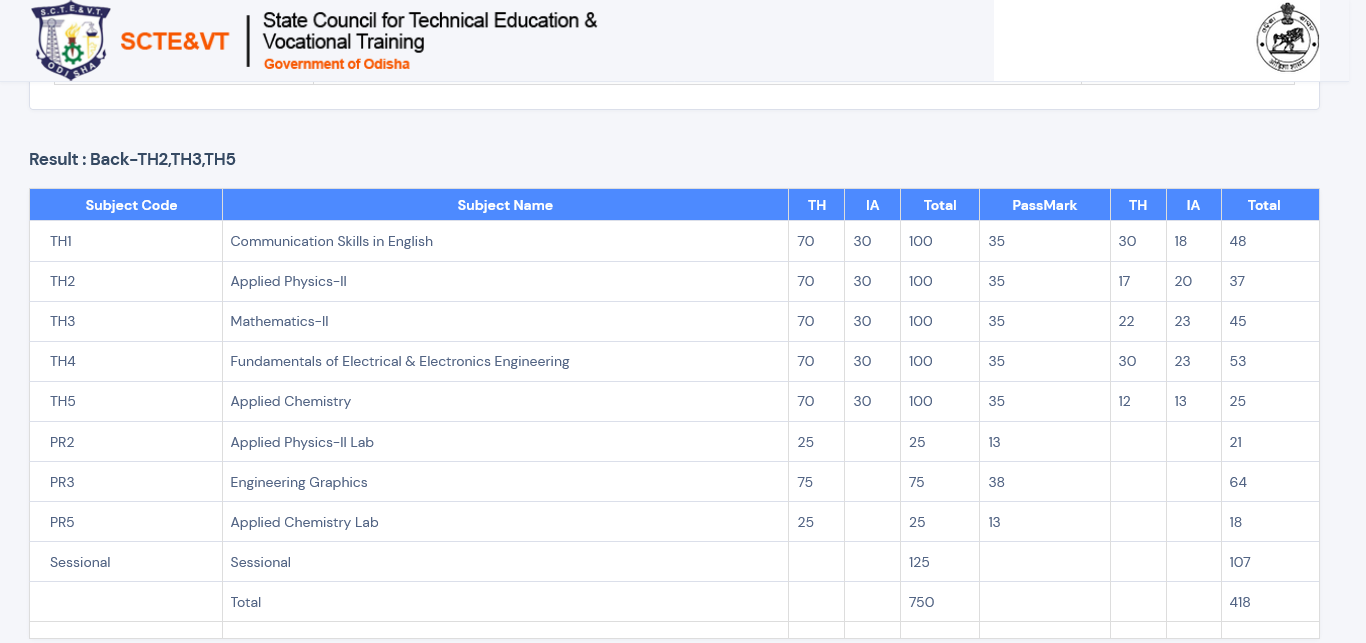 S.C.T.E.& V.T.
ODISHA
SCTE&VT
State Council for Technical Education &
Vocational Training
Government of Odisha
Result : Back-TH2,TH3,TH5
Subject Code Subject Name TH IA Total PassMark TH IA Total
TH1 Communication Skills in English 70 30 100 35 30 18 48
TH2 Applied Physics-II 70 30 100 35 17 20 37
TH3 Mathematics-II 70 30 100 35 22 23 45
TH4 Fundamentals of Electrical & Electronics Engineering 70 30 100 35 30 23 53
TH5 Applied Chemistry 70 30 100 35 12 13 25
PR2 Applied Physics-II Lab 25 25 13 21
PR3 Engineering Graphics 75 75 38 64
PR5 Applied Chemistry Lab 25 25 13 18
Sessional Sessional 125 107
Total 750 418